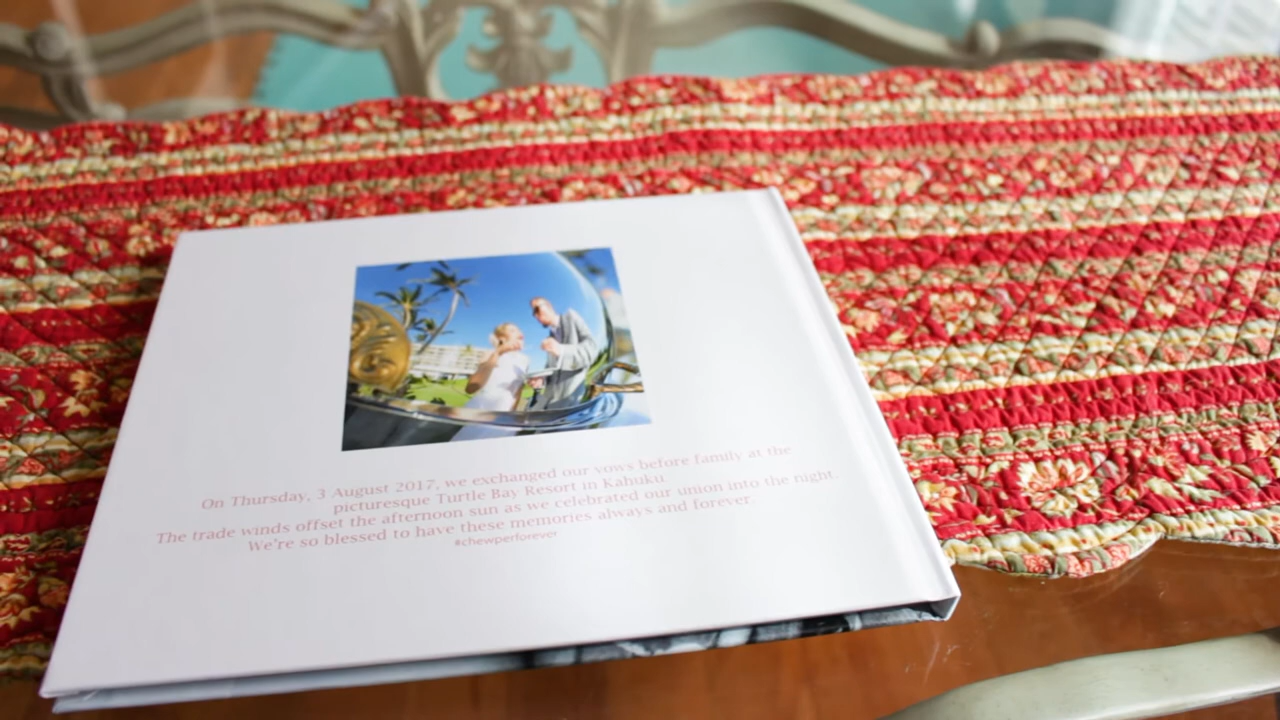 On Thursday, 3 August 2017, we exchanged our vows before family at the
picturesque Turtle Bay Resort in Kahuku.
The trade winds offset the afternoon sun as we celebrated our union into the night.
We're so blessed to have these memories always and forever.
#chewperforever